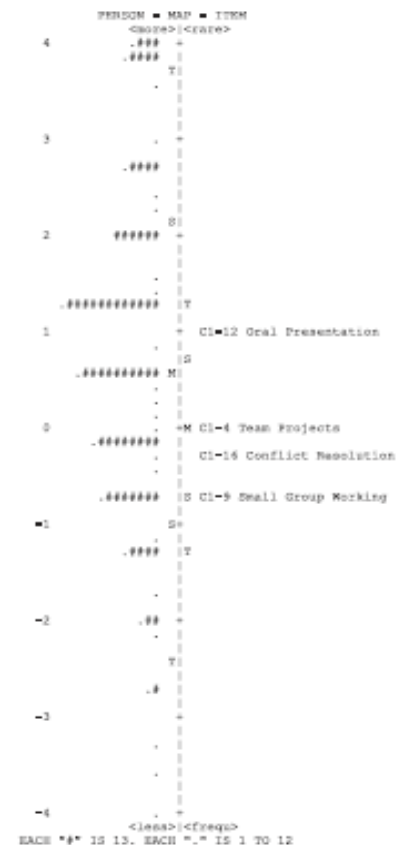 PERSON - MAP - ITEM
<more>|<rare>
4 .### +
.#### |
T|
. |
3 . +
.#### |
. |
. S|
2 ###### +
. |
. |
.############ |T
1 + C1-12 Oral Presentation
. |
|S
.########## M|
. |
. |
. |
0 . +M C1-4 Team Projects
.######## |
. | C1-16 Conflict Resolution
. |
.####### |S C1-9 Small Group Working
-1 S+
. |
.#### |T
. |
-2 .## +
. |
T|
.# |
-3 +
. |
. |
-4 . +
<less>|<frequ>
EACH "#" IS 13. EACH "." IS 1 TO 12